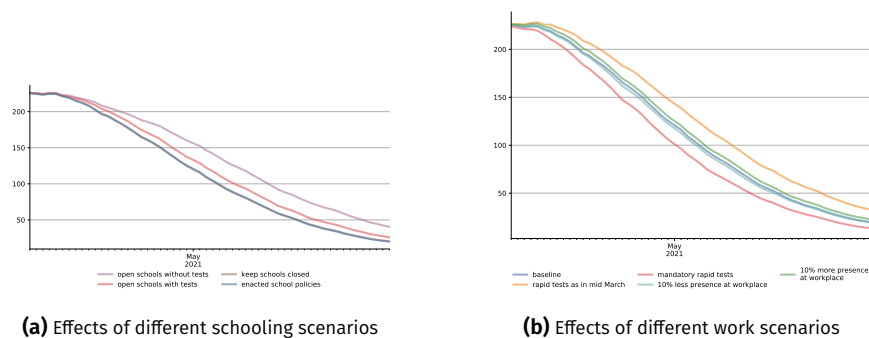 200
150
100
50
May
2021
open schools without tests
keep schools closed
open schools with tests
enacted school policies
(a) Effects of different schooling scenarios
200
150
100
50
May
2021
baseline
mandatory rapid tests
10% more presence
at workplace
rapid tests as in mid March
10% less presence at workplace
(b) Effects of different work scenarios